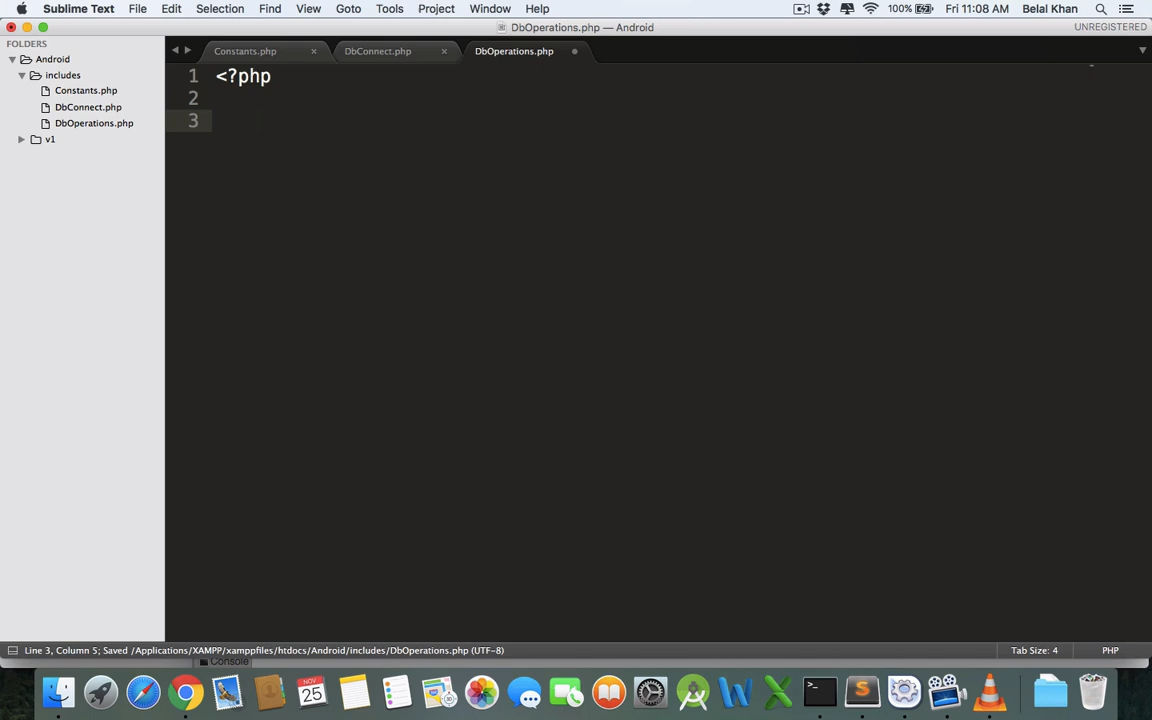 Sublime Text File Edit Selection Find View Goto Tools Project Window Help 100% Fri 11:08 AM Belal Khan
DbOperations.php — Android UNREGISTERED
FOLDERS
Constants.php × DbConnect.php × DbOperations.php
Android
includes
Constants.php
DbConnect.php
DbOperations.php
v1
1 <?php
2
3
Line 3, Column 5; Saved /Applications/XAMPP/xamppfiles/htdocs/Android/includes/DbOperations.php (UTF-8) Tab Size: 4 PHP
Console
NOV
25